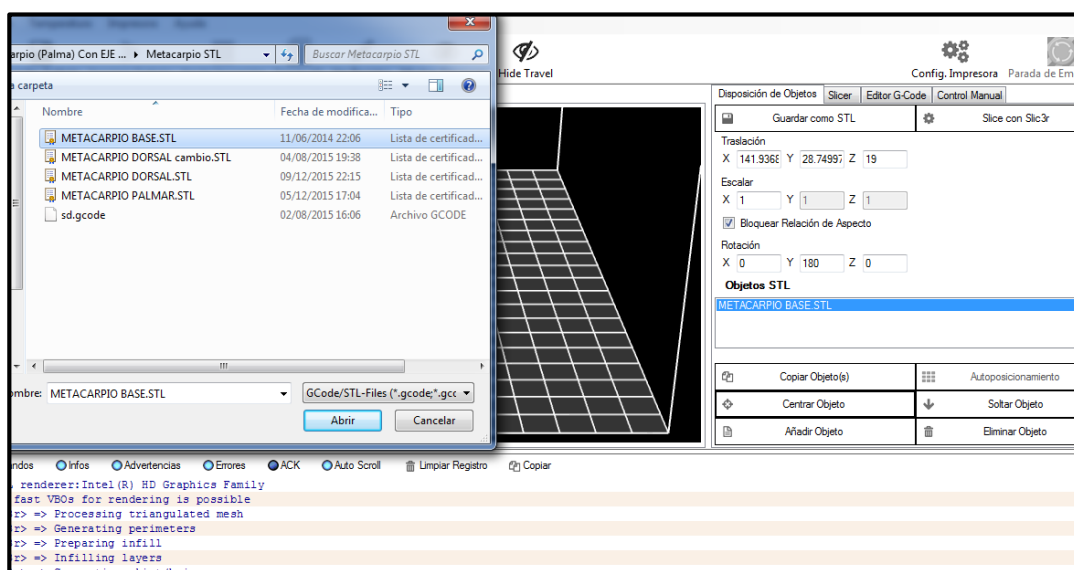 arpio (Palma) Con EJE ... ▸ Metacarpio STL
Buscar Metacarpio STL
a carpeta
Nombre Fecha de modifica... Tipo
METACARPIO BASE.STL 11/06/2014 22:06 Lista de certificad...
METACARPIO DORSAL cambio.STL 04/08/2015 19:38 Lista de certificad...
METACARPIO DORSAL.STL 09/12/2015 22:15 Lista de certificad...
METACARPIO PALMAR.STL 05/12/2015 17:04 Lista de certificad...
sd.gcode 02/08/2015 16:06 Archivo GCODE
ombre: METACARPIO BASE.STL GCode/STL-Files (*.gcode;*.gcc
Abrir Cancelar
Hide Travel
Config. Impresora Parada de Em
Disposición de Objetos Slicer Editor G-Code Control Manual
Guardar como STL Slice con Slic3r
Traslación
X 141.9368 Y 28.74997 Z 19
Escalar
X 1 Y 1 Z 1
Bloquear Relación de Aspecto
Rotación
X 0 Y 180 Z 0
Objetos STL
METACARPIO BASE.STL
Copiar Objeto(s) Autoposicionamiento
Centrar Objeto Soltar Objeto
Añadir Objeto Eliminar Objeto
ndos Infos Advertencias Errores ACK Auto Scroll Limpiar Registro Copiar
renderer:Intel(R) HD Graphics Family
fast VBOs for rendering is possible
r> => Processing triangulated mesh
r> => Generating perimeters
r> => Preparing infill
r> => Infilling layers